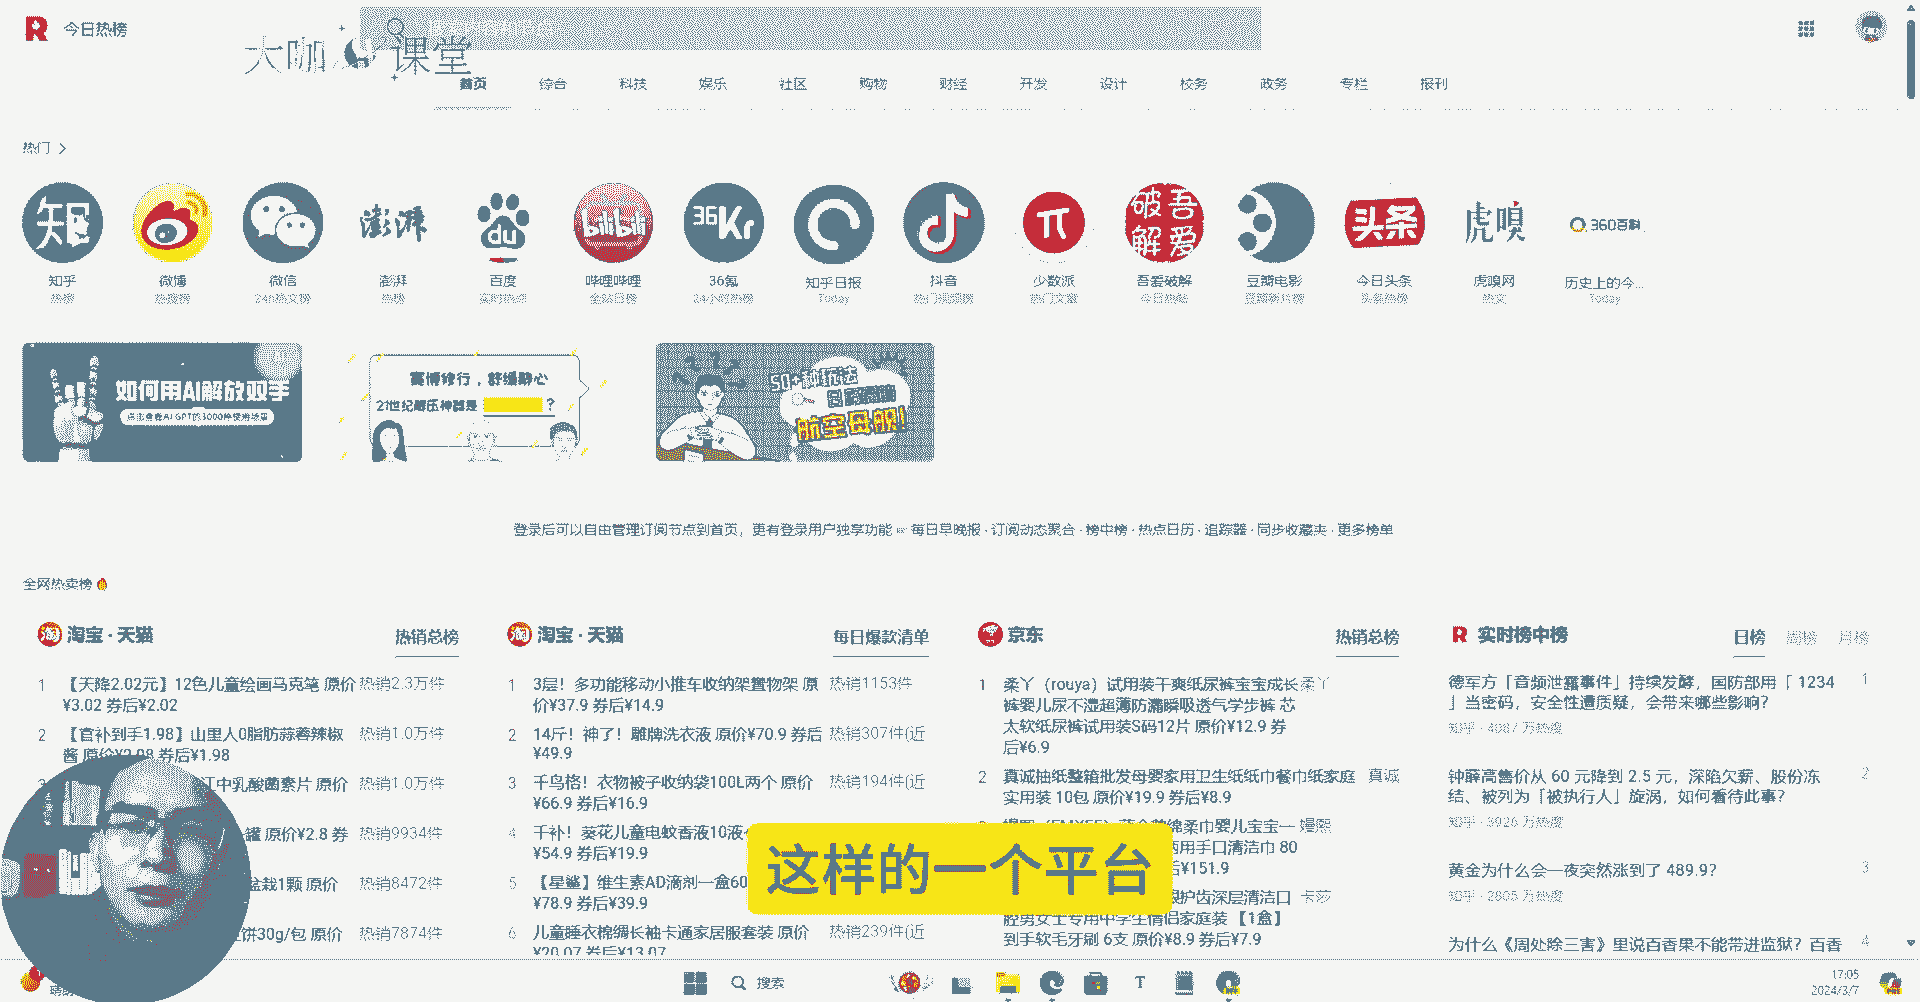 今日热榜
大咖课堂
首页 综合 科技 娱乐 社区 购物 财经 开发 设计 校务 政务 专栏 报刊
热门
知
澎湃
du
bilibili
36Kr
π
吾爱破解
头条
虎嗅
360百科
知乎 微博 微信 澎湃 百度 哔哩哔哩 36氪 知乎日报 抖音 少数派 吾爱破解 豆瓣电影 今日头条 虎嗅网 历史上的今...
热榜 热搜榜 24h热文榜 热榜 实时热点 全站日榜 24小时热榜 Today 热门视频榜 热门文章 今日热帖 头条热榜 热文 Today
如何用AI解放双手
点击查看AI GPT的3000种使用场景
赛博修行,舒缓静心
21世纪解压神器是 ?
50+种玩法
航空母舰!
登录后可以自由管理订阅节点到首页,更有登录用户独享功能 ☞ 每日早晚报 · 订阅动态聚合 · 榜中榜 · 热点日历 · 追踪器 · 同步收藏夹 · 更多榜单
全网热卖榜
淘宝 · 天猫 热销总榜
1 【天降2.02元】12色儿童绘画马克笔 原价 热销2.3万件
¥3.02 券后¥2.02
2 【官补到手1.98】山里人0脂肪蒜蓉辣椒 热销1.0万件
酱 原价¥3.98 券后¥1.98
江中乳酸菌素片 原价 热销1.0万件
罐 原价¥2.8 券 热销9934件
盆栽1颗 原价 热销8472件
饼30g/包 原价 热销7874件
淘宝 · 天猫 每日爆款清单
1 3层!多功能移动小推车收纳架置物架 原 热销1153件
价¥37.9 券后¥14.9
2 14斤!神了!雕牌洗衣液 原价¥70.9 券后 热销307件(近
¥49.9
3 千鸟格!衣物被子收纳袋100L两个 原价 热销194件(近
¥66.9 券后¥16.9
4 千补!葵花儿童电蚊香液10液
¥54.9 券后¥19.9
5 【星鲨】维生素AD滴剂一盒60
¥78.9 券后¥39.9
6 儿童睡衣棉绸长袖卡通家居服套装 原价 热销239件(近
¥20.07 券后¥13.07
京东 热销总榜
1 柔丫(rouya)试用装干爽纸尿裤宝宝成长 柔丫
裤婴儿尿不湿超薄防漏瞬吸透气学步裤 芯
太软纸尿裤试用装S码12片 原价¥12.9 券
后¥6.9
2 真诚抽纸整箱批发母婴家用卫生纸纸巾餐巾纸家庭 真诚
实用装 10包 原价¥19.9 券后¥8.9
绵柔巾婴儿宝宝一 嫚熙
两用手口清洁巾 80
后¥151.9
护齿深层清洁口 卡莎
腔男女士专用中学生情侣家庭装 【1盒】
到手软毛牙刷 6支 原价¥8.9 券后¥7.9
实时榜中榜 日榜 周榜 月榜
德军方「音频泄露事件」持续发酵,国防部用「 1234 1
」当密码,安全性遭质疑,会带来哪些影响?
知乎 · 4087 万热度
钟薛高售价从 60 元降到 2.5 元,深陷欠薪、股份冻 2
结、被列为「被执行人」旋涡,如何看待此事?
知乎 · 3926 万热度
黄金为什么会一夜突然涨到了 489.9? 3
知乎 · 2805 万热度
为什么《周处除三害》里说百香果不能带进监狱?百香 4
这样的一个平台
搜索
17:05
2024/3/7